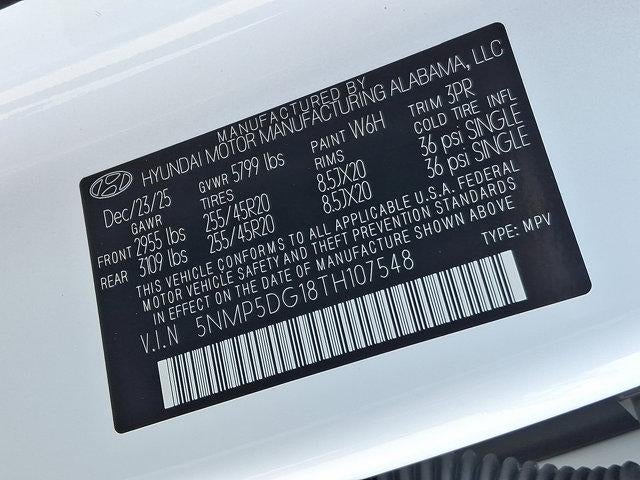 MANUFACTURED BY
HYUNDAI MOTOR MANUFACTURING ALABAMA, LLC
Dec/23/25 GVWR 5799 lbs PAINT W6H TRIM 3PR
GAWR TIRES RIMS COLD TIRE INFL
FRONT 2955 lbs 255/45R20 8.5JX20 36 psi SINGLE
REAR 3109 lbs 255/45R20 8.5JX20 36 psi SINGLE
THIS VEHICLE CONFORMS TO ALL APPLICABLE U.S.A. FEDERAL
MOTOR VEHICLE SAFETY AND THEFT PREVENTION STANDARDS
IN EFFECT ON THE DATE OF MANUFACTURE SHOWN ABOVE
V.I.N 5NMP5DG18TH107548 TYPE: MPV